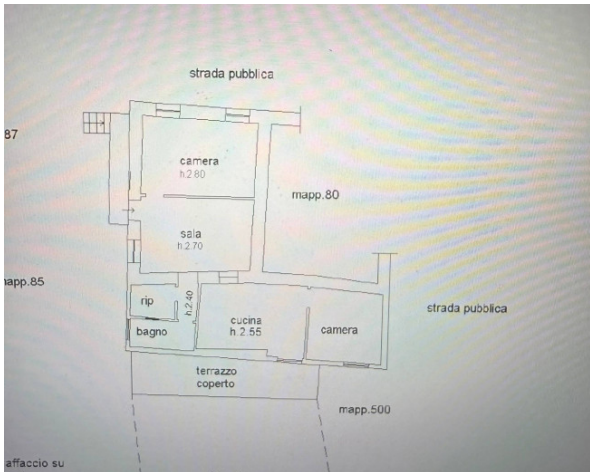 strada pubblica
87
camera
h.2.80
mapp.80
sala
h.2.70
mapp.85
h.2.40
rip
strada pubblica
cucina
h.2.55
bagno
camera
terrazzo
coperto
mapp.500
affaccio su